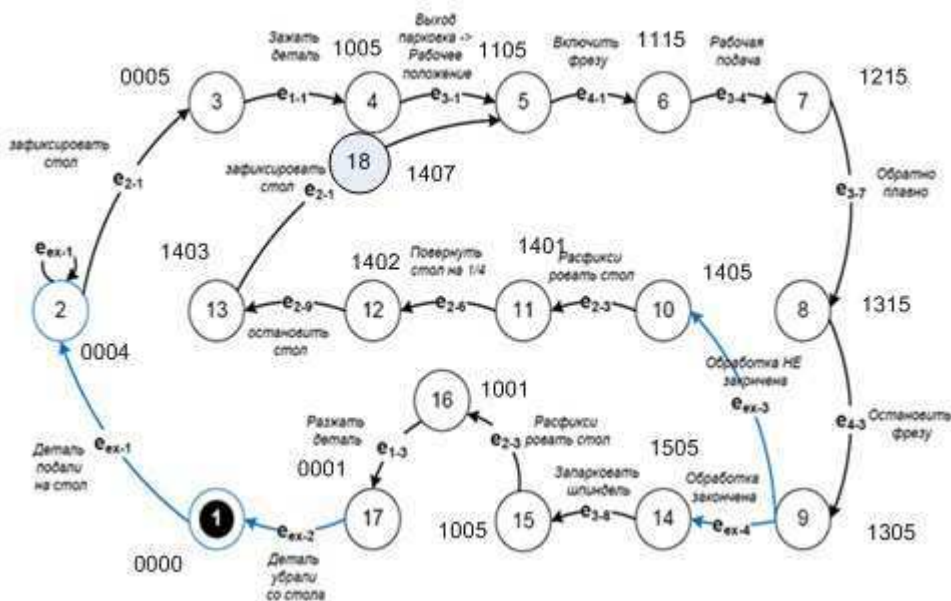 Зажать
деталь
1005
Выход
парковка ->
Рабочее
положение
1105
Включить
фрезу
1115
Рабочая
подача
0005
1215
3
e1-1
4
e3-1
5
e4-1
6
e3-4
7
зафиксировать
стол
e2-1
зафиксировать
стол
e2-1
18
1407
Обратно
плавно
e3-7
eex-1
1403
1402
Повернуть
стол на 1/4
1401
Расфикси
ровать стол
1405
2
13
e2-9
12
e2-6
11
e2-3
10
8
1315
остановить
стол
0004
Обработка НЕ
закончена
eex-3
16
1001
Разжать
деталь
e1-3
0001
Расфикси
ровать стол
e2-3
1505
e4-3
Остановить
фрезу
Деталь
подали
на стол
eex-1
Запарковать
шпиндель
Обработка
закончена
1
eex-2
17
15
e3-8
14
eex-4
9
0000
1005
1305
Деталь
убрали
со стола